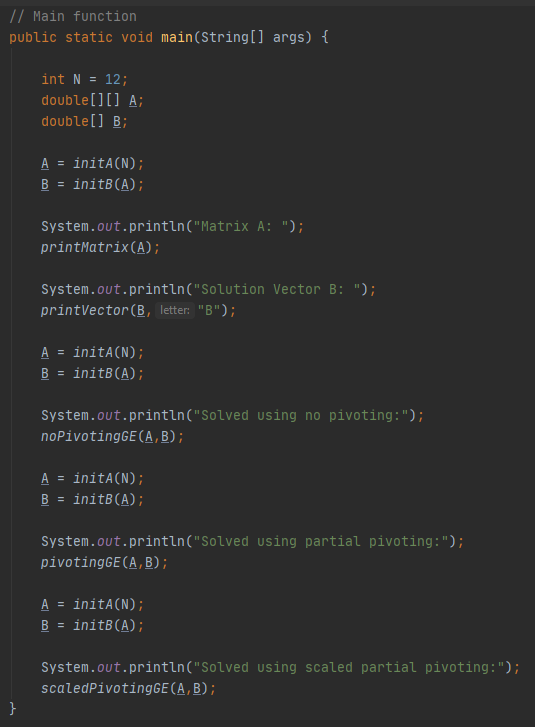 // Main function
public static void main(String[] args) {
int N = 12;
double[][] A;
double[] B;
A = initA(N);
B = initB(A);
System.out.println("Matrix A: ");
printMatrix(A);
System.out.println("Solution Vector B: ");
printVector(B, letter: "B");
A = initA(N);
B = initB(A);
System.out.println("Solved using no pivoting:");
noPivotingGE(A,B);
A = initA(N);
B = initB(A);
System.out.println("Solved using partial pivoting:");
pivotingGE(A,B);
A = initA(N);
B = initB(A);
System.out.println("Solved using scaled partial pivoting:");
scaledPivotingGE(A,B);
}